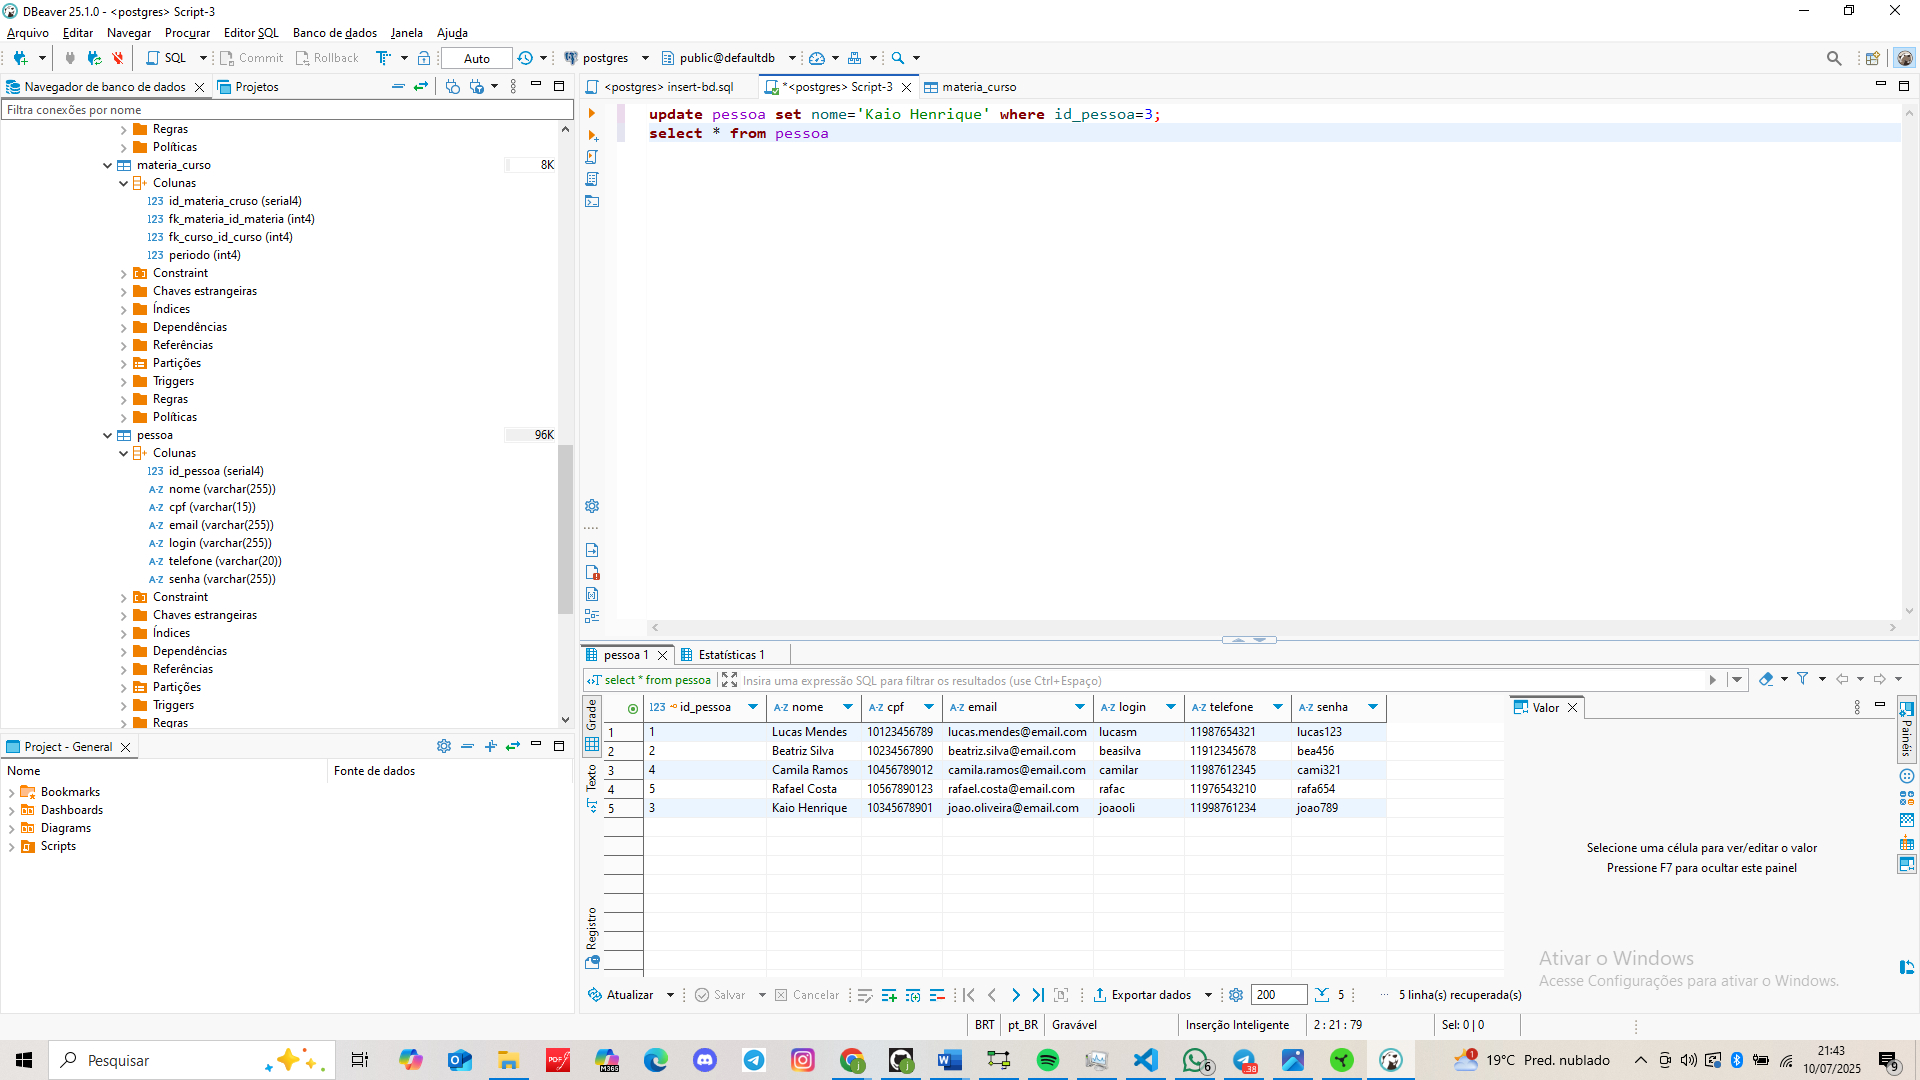 DBeaver 25.1.0 - <postgres> Script-3
Arquivo Editar Navegar Procurar Editor SQL Banco de dados Janela Ajuda
SQL Commit Rollback Auto postgres public@defaultdb
Navegador de banco de dados Projetos
Filtra conexões por nome
Regras
Políticas
materia_curso 8K
Colunas
123 id_materia_cruso (serial4)
123 fk_materia_id_materia (int4)
123 fk_curso_id_curso (int4)
123 periodo (int4)
Constraint
Chaves estrangeiras
Índices
Dependências
Referências
Partições
Triggers
Regras
Políticas
pessoa 96K
Colunas
123 id_pessoa (serial4)
A-Z nome (varchar(255))
A-Z cpf (varchar(15))
A-Z email (varchar(255))
A-Z login (varchar(255))
A-Z telefone (varchar(20))
A-Z senha (varchar(255))
Constraint
Chaves estrangeiras
Índices
Dependências
Referências
Partições
Triggers
Regras
Project - General
Nome Fonte de dados
Bookmarks
Dashboards
Diagrams
Scripts
<postgres> insert-bd.sql *<postgres> Script-3 materia_curso
update pessoa set nome='Kaio Henrique' where id_pessoa=3;
select * from pessoa
pessoa 1 Estatísticas 1
select * from pessoa Insira uma expressão SQL para filtrar os resultados (use Ctrl+Espaço)
Grade
Texto
Registro
123 id_pessoa A-Z nome A-Z cpf A-Z email A-Z login A-Z telefone A-Z senha
1 1 Lucas Mendes 10123456789 lucas.mendes@email.com lucasm 11987654321 lucas123
2 2 Beatriz Silva 10234567890 beatriz.silva@email.com beasilva 11912345678 bea456
3 4 Camila Ramos 10456789012 camila.ramos@email.com camilar 11987612345 cami321
4 5 Rafael Costa 10567890123 rafael.costa@email.com rafac 11976543210 rafa654
5 3 Kaio Henrique 10345678901 joao.oliveira@email.com joaooli 11998761234 joao789
Valor
Painéis
Selecione uma célula para ver/editar o valor
Pressione F7 para ocultar este painel
Ativar o Windows
Acesse Configurações para ativar o Windows.
Atualizar Salvar Cancelar Exportar dados 200 5 5 linha(s) recuperada(s)
BRT pt_BR Gravável Inserção Inteligente 2 : 21 : 79 Sel: 0 | 0
Pesquisar
PDF
M365
6
38
1
19°C Pred. nublado
21:43
10/07/2025
9